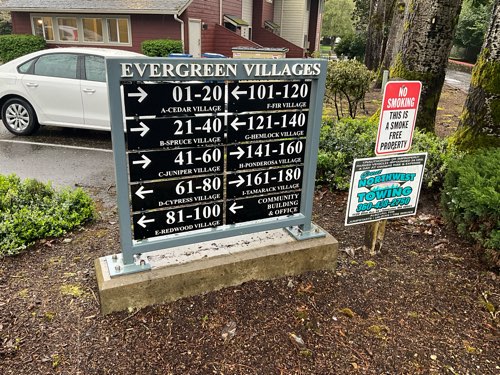 EVERGREEN VILLAGES
→ 01-20
A-CEDAR VILLAGE
→ 21-40
B-SPRUCE VILLAGE
→ 41-60
C-JUNIPER VILLAGE
← 61-80
D-CYPRESS VILLAGE
← 81-100
E-REDWOOD VILLAGE
← 101-120
F-FIR VILLAGE
← 121-140
G-HEMLOCK VILLAGE
→ 141-160
H-PONDEROSA VILLAGE
→ 161-180
I-TAMARACK VILLAGE
← COMMUNITY
BUILDING
& OFFICE
NO
SMOKING
THIS IS
A SMOKE
FREE
PROPERTY
NORTHWEST
TOWING